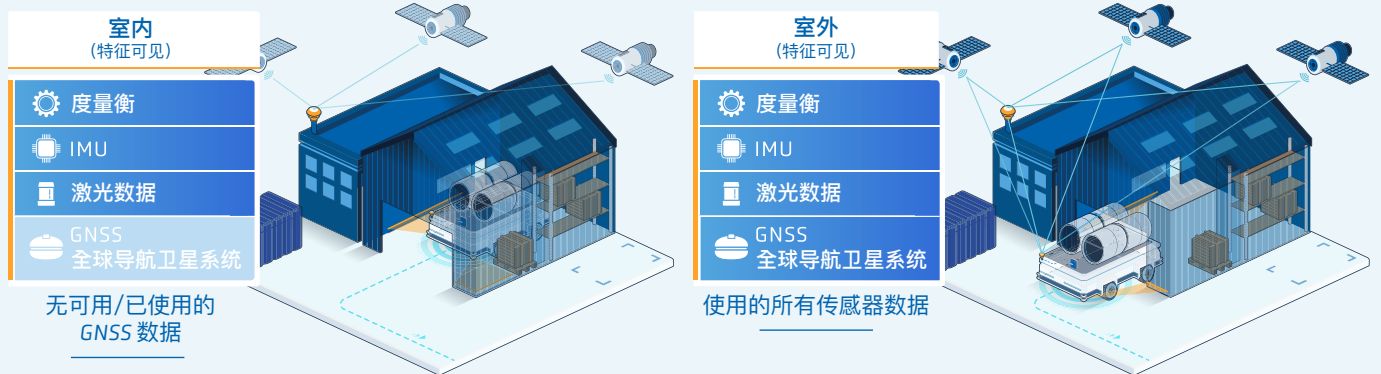 室内
(特征可见)
度量衡
IMU
激光数据
GNSS
全球导航卫星系统
无可用/已使用的
GNSS 数据
室外
(特征可见)
度量衡
IMU
激光数据
GNSS
全球导航卫星系统
使用的所有传感器数据